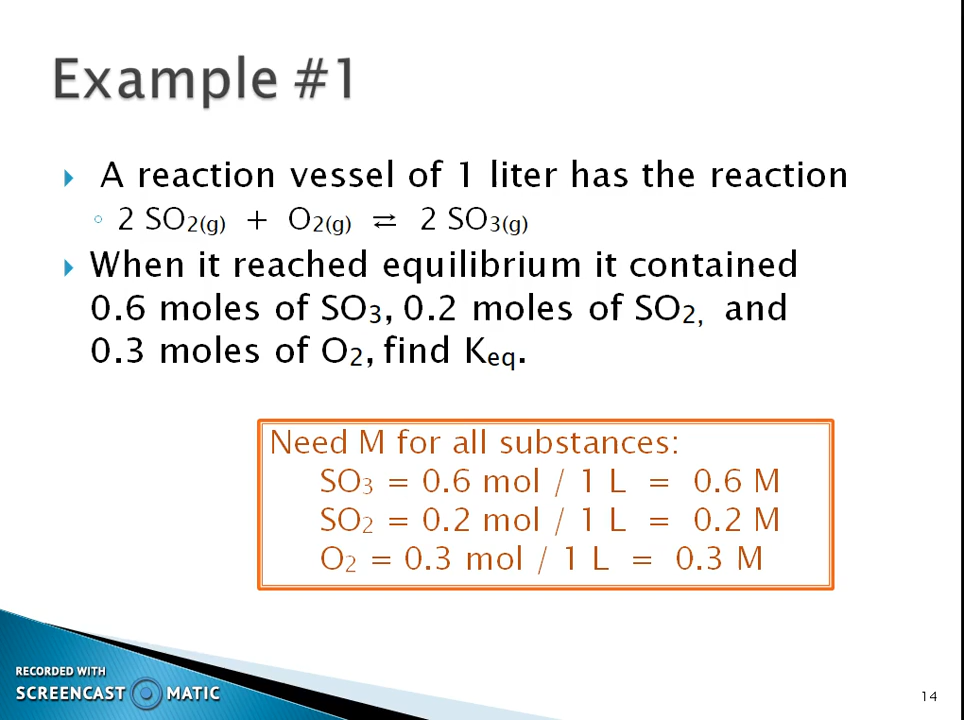 Example #1
A reaction vessel of 1 liter has the reaction
2 SO₂(g) + O₂(g) ⇄ 2 SO₃(g)
When it reached equilibrium it contained
0.6 moles of SO₃, 0.2 moles of SO₂, and
0.3 moles of O₂, find Keq.
Need M for all substances:
SO₃ = 0.6 mol / 1 L = 0.6 M
SO₂ = 0.2 mol / 1 L = 0.2 M
O₂ = 0.3 mol / 1 L = 0.3 M
RECORDED WITH
SCREENCAST MATIC
14